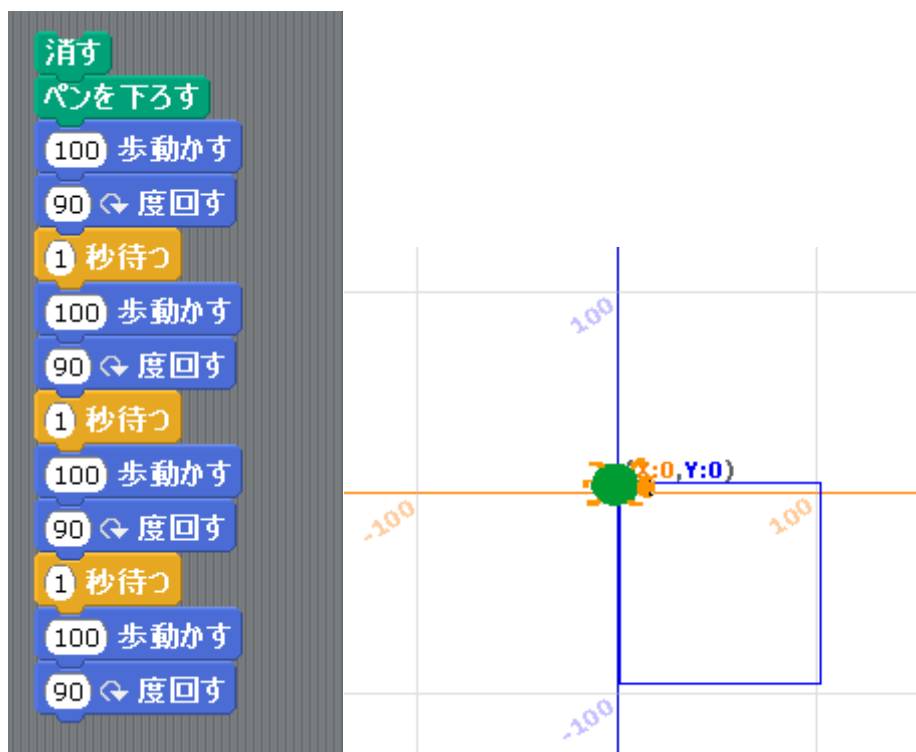 消す
ペンを下ろす
100 歩動かす
90 度回す
1 秒待つ
100 歩動かす
90 度回す
1 秒待つ
100 歩動かす
90 度回す
1 秒待つ
100 歩動かす
90 度回す
100
(X:0,Y:0)
-100
100
-100